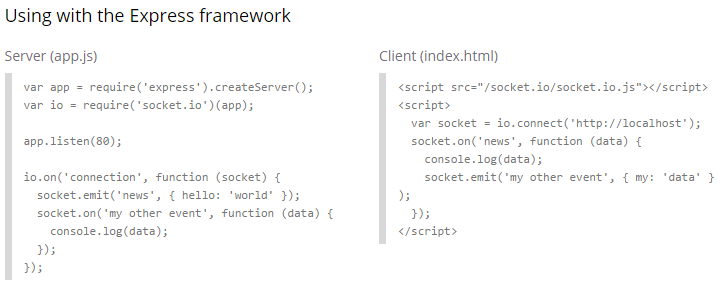 Using with the Express framework
Server (app.js)
var app = require('express').createServer();
var io = require('socket.io')(app);
app.listen(80);
io.on('connection', function (socket) {
  socket.emit('news', { hello: 'world' });
  socket.on('my other event', function (data) {
    console.log(data);
  });
});
Client (index.html)
<script src="/socket.io/socket.io.js"></script>
<script>
  var socket = io.connect('http://localhost');
  socket.on('news', function (data) {
    console.log(data);
    socket.emit('my other event', { my: 'data' }
);
  });
</script>